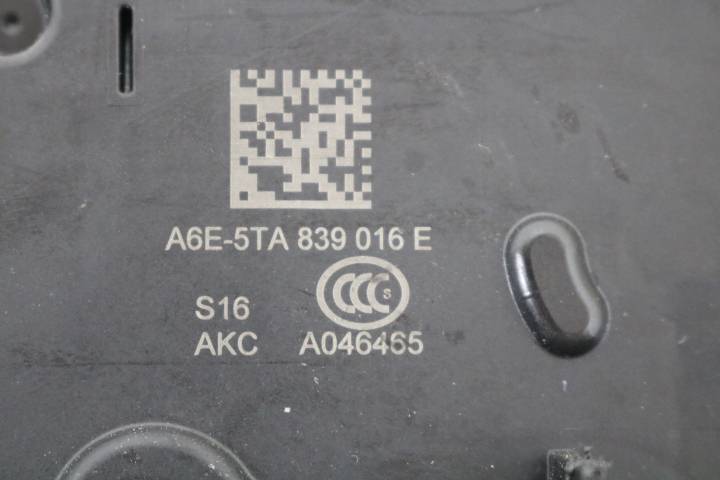 A6E-5TA 839 016 E
CCC S
S16
AKC A046465